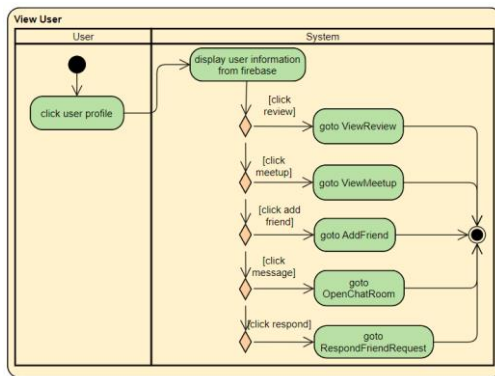 View User
User
System
display user information
from firebase
click user profile
[click
review]
goto ViewReview
[click
meetup]
goto ViewMeetup
[click add
friend]
goto AddFriend
[click
message]
goto
OpenChatRoom
[click respond]
goto
RespondFriendRequest